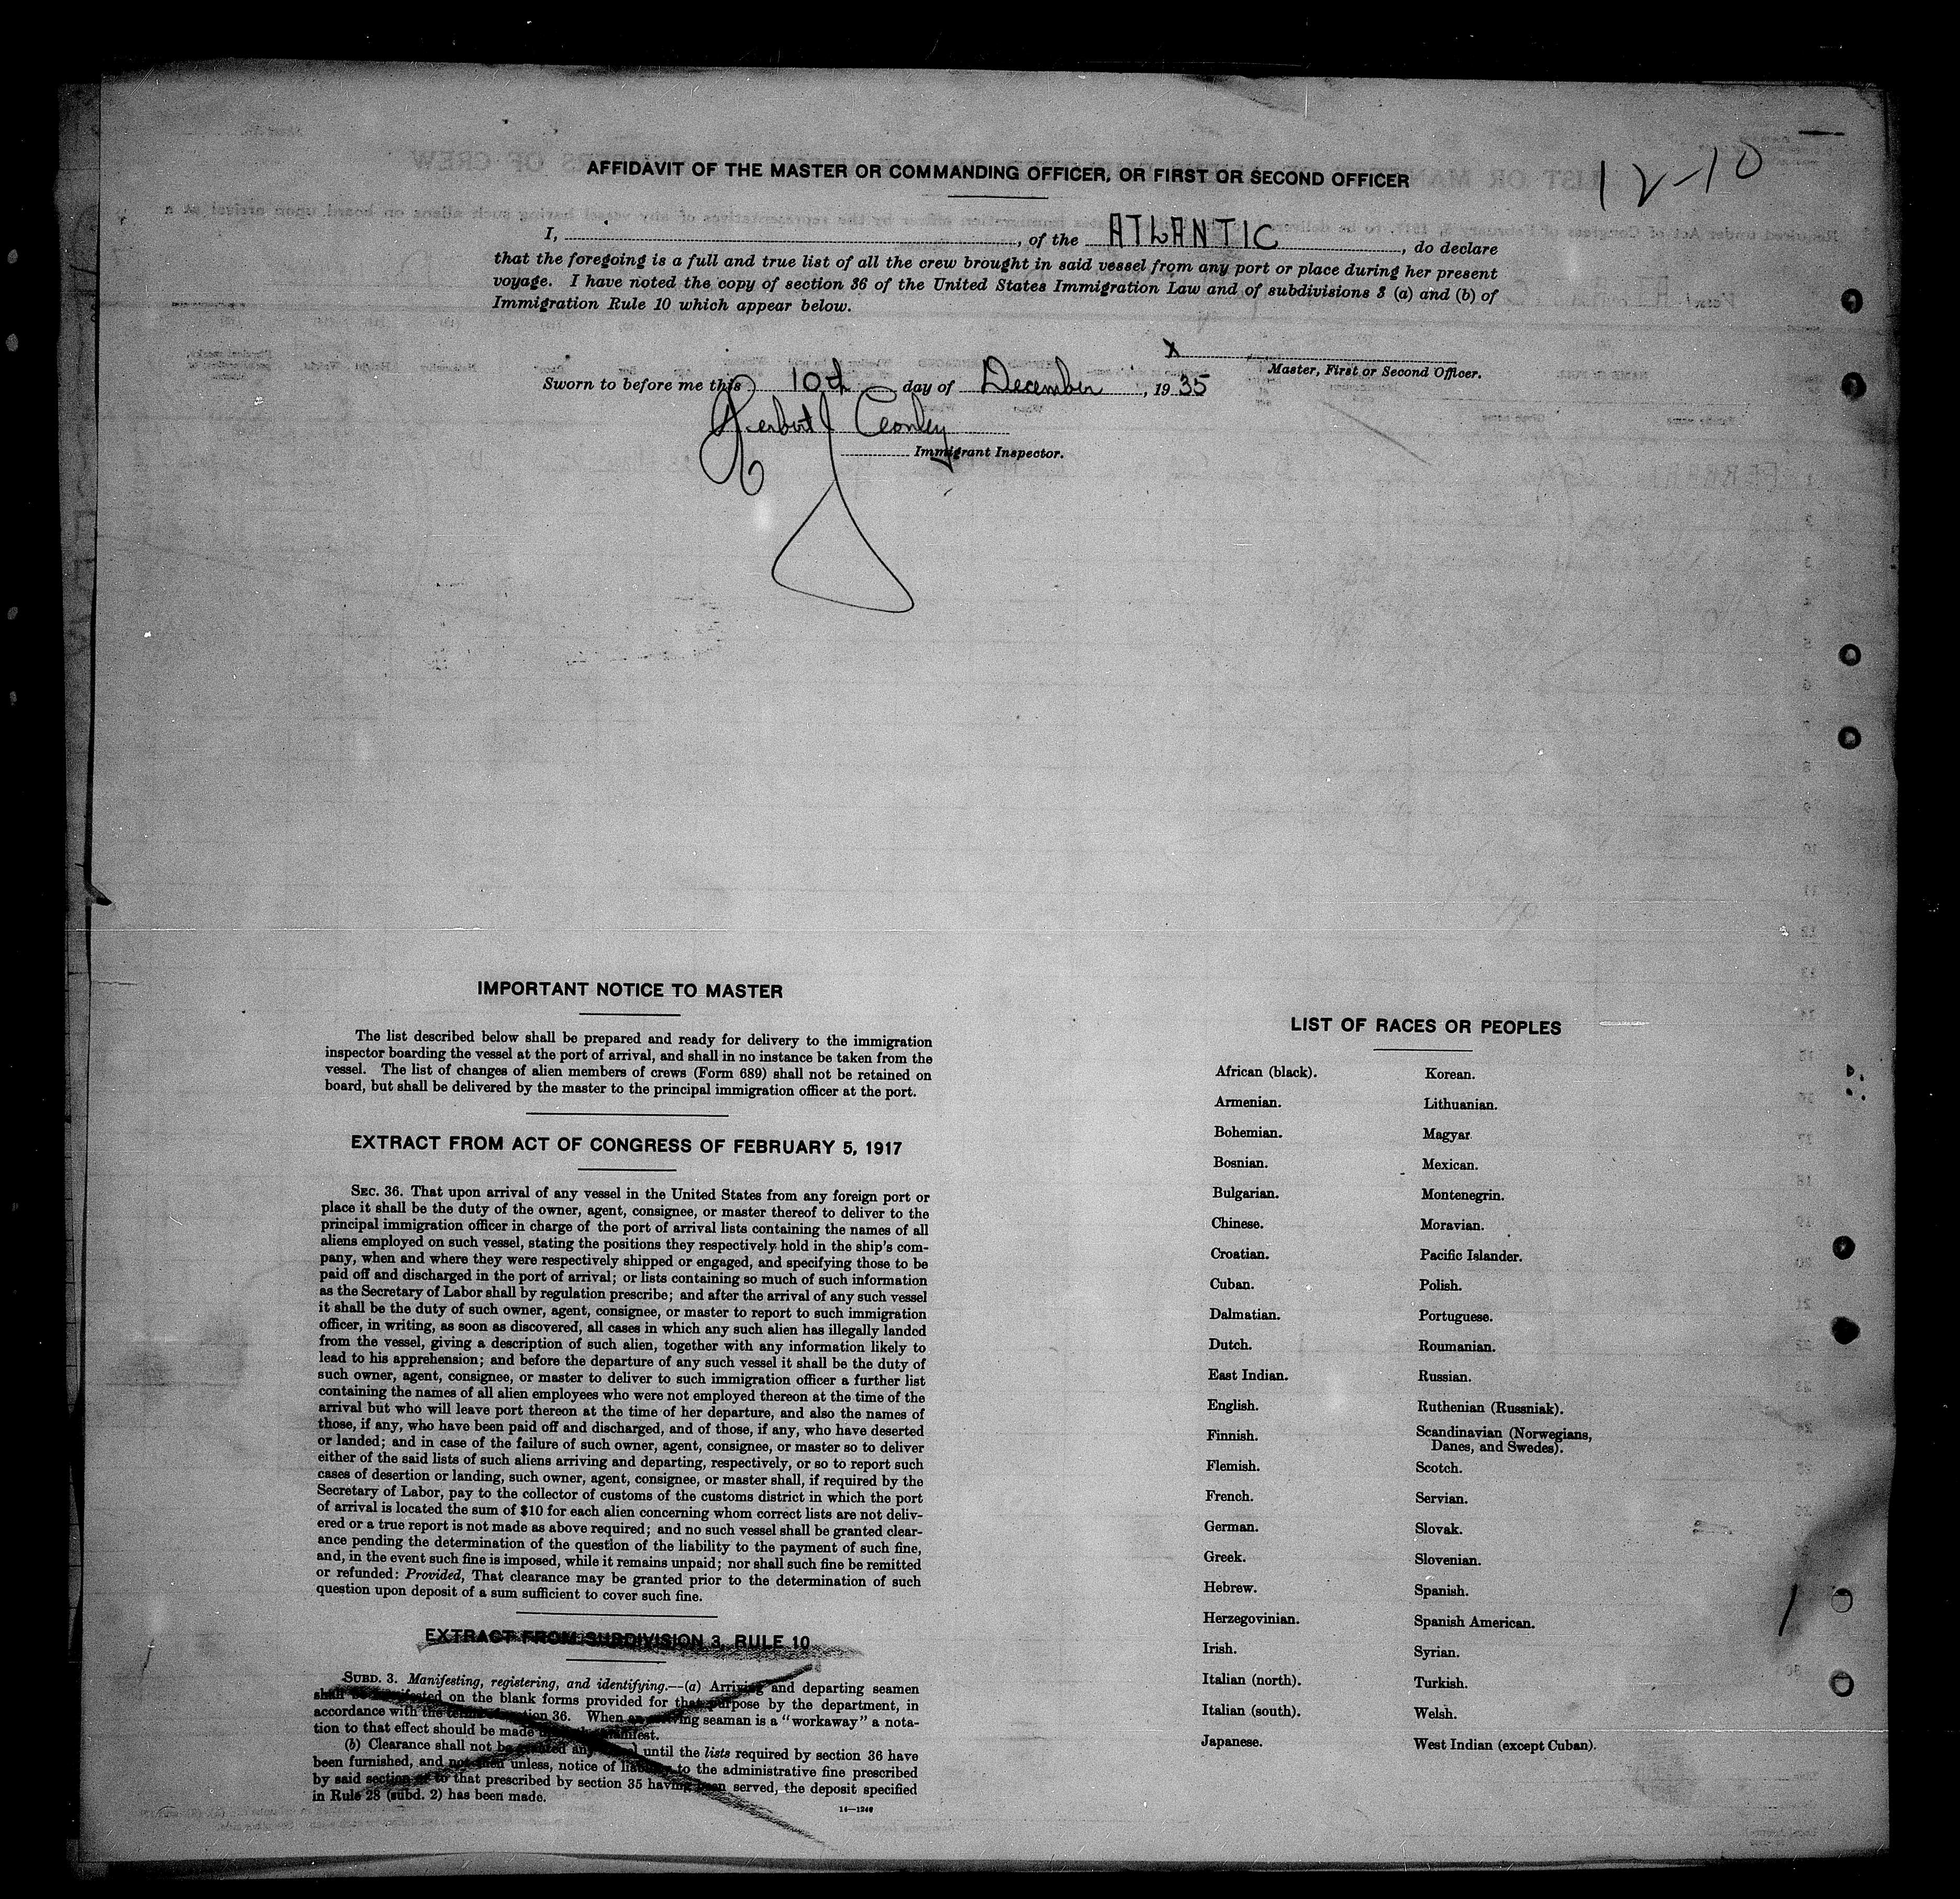 12-10
AFFIDAVIT OF THE MASTER OR COMMANDING OFFICER, OR FIRST OR SECOND OFFICER
I, , of the ATLANTIC , do declare
that the foregoing is a full and true list of all the crew brought in said vessel from any port or place during her present
voyage. I have noted the copy of section 36 of the United States Immigration Law and of subdivisions 3 (a) and (b) of
Immigration Rule 10 which appear below.
X
Master, First or Second Officer.
Sworn to before me this 10th day of December , 1935
Herbert J
Immigrant Inspector.
IMPORTANT NOTICE TO MASTER
The list described below shall be prepared and ready for delivery to the immigration
inspector boarding the vessel at the port of arrival, and shall in no instance be taken from the
vessel. The list of changes of alien members of crews (Form 689) shall not be retained on
board, but shall be delivered by the master to the principal immigration officer at the port.
EXTRACT FROM ACT OF CONGRESS OF FEBRUARY 5, 1917
SEC. 36. That upon arrival of any vessel in the United States from any foreign port or
place it shall be the duty of the owner, agent, consignee, or master thereof to deliver to the
principal immigration officer in charge of the port of arrival lists containing the names of all
aliens employed on such vessel, stating the positions they respectively hold in the ship's com-
pany, when and where they were respectively shipped or engaged, and specifying those to be
paid off and discharged in the port of arrival; or lists containing so much of such information
as the Secretary of Labor shall by regulation prescribe; and after the arrival of any such vessel
it shall be the duty of such owner, agent, consignee, or master to report to such immigration
officer, in writing, as soon as discovered, all cases in which any such alien has illegally landed
from the vessel, giving a description of such alien, together with any information likely to
lead to his apprehension; and before the departure of any such vessel it shall be the duty of
such owner, agent, consignee, or master to deliver to such immigration officer a further list
containing the names of all alien employees who were not employed thereon at the time of the
arrival but who will leave port thereon at the time of her departure, and also the names of
those, if any, who have been paid off and discharged, and of those, if any, who have deserted
or landed; and in case of the failure of such owner, agent, consignee, or master so to deliver
either of the said lists of such aliens arriving and departing, respectively, or so to report such
cases of desertion or landing, such owner, agent, consignee, or master shall, if required by the
Secretary of Labor, pay to the collector of customs of the customs district in which the port
of arrival is located the sum of $10 for each alien concerning whom correct lists are not deliv-
ered or a true report is not made as above required; and no such vessel shall be granted clear-
ance pending the determination of the question of the liability to the payment of such fine,
and, in the event such fine is imposed, while it remains unpaid; nor shall such fine be remitted
or refunded: Provided, That clearance may be granted prior to the determination of such
question upon deposit of a sum sufficient to cover such fine.
EXTRACT FROM SUBDIVISION 3, RULE 10
SUBD. 3. Manifesting, registering, and identifying.—(a) Arriving and departing seamen
shall be manifested on the blank forms provided for that purpose by the department, in
accordance with the terms of section 36. When an arriving seaman is a "workaway" a nota-
tion to that effect should be made upon the manifest.
(b) Clearance shall not be granted any vessel until the lists required by section 36 have
been furnished, and not then unless, notice of liability to the administrative fine prescribed
by said section or to that prescribed by section 35 having been served, the deposit specified
in Rule 28 (subd. 2) has been made.
14—1240
LIST OF RACES OR PEOPLES
African (black).
Armenian.
Bohemian.
Bosnian.
Bulgarian.
Chinese.
Croatian.
Cuban.
Dalmatian.
Dutch.
East Indian.
English.
Finnish.
Flemish.
French.
German.
Greek.
Hebrew.
Herzegovinian.
Irish.
Italian (north).
Italian (south).
Japanese.
Korean.
Lithuanian.
Magyar
Mexican.
Montenegrin.
Moravian.
Pacific Islander.
Polish.
Portuguese.
Roumanian.
Russian.
Ruthenian (Russniak).
Scandinavian (Norwegians,
Danes, and Swedes).
Scotch.
Servian.
Slovak.
Slovenian.
Spanish.
Spanish American.
Syrian.
Turkish.
Welsh.
West Indian (except Cuban).